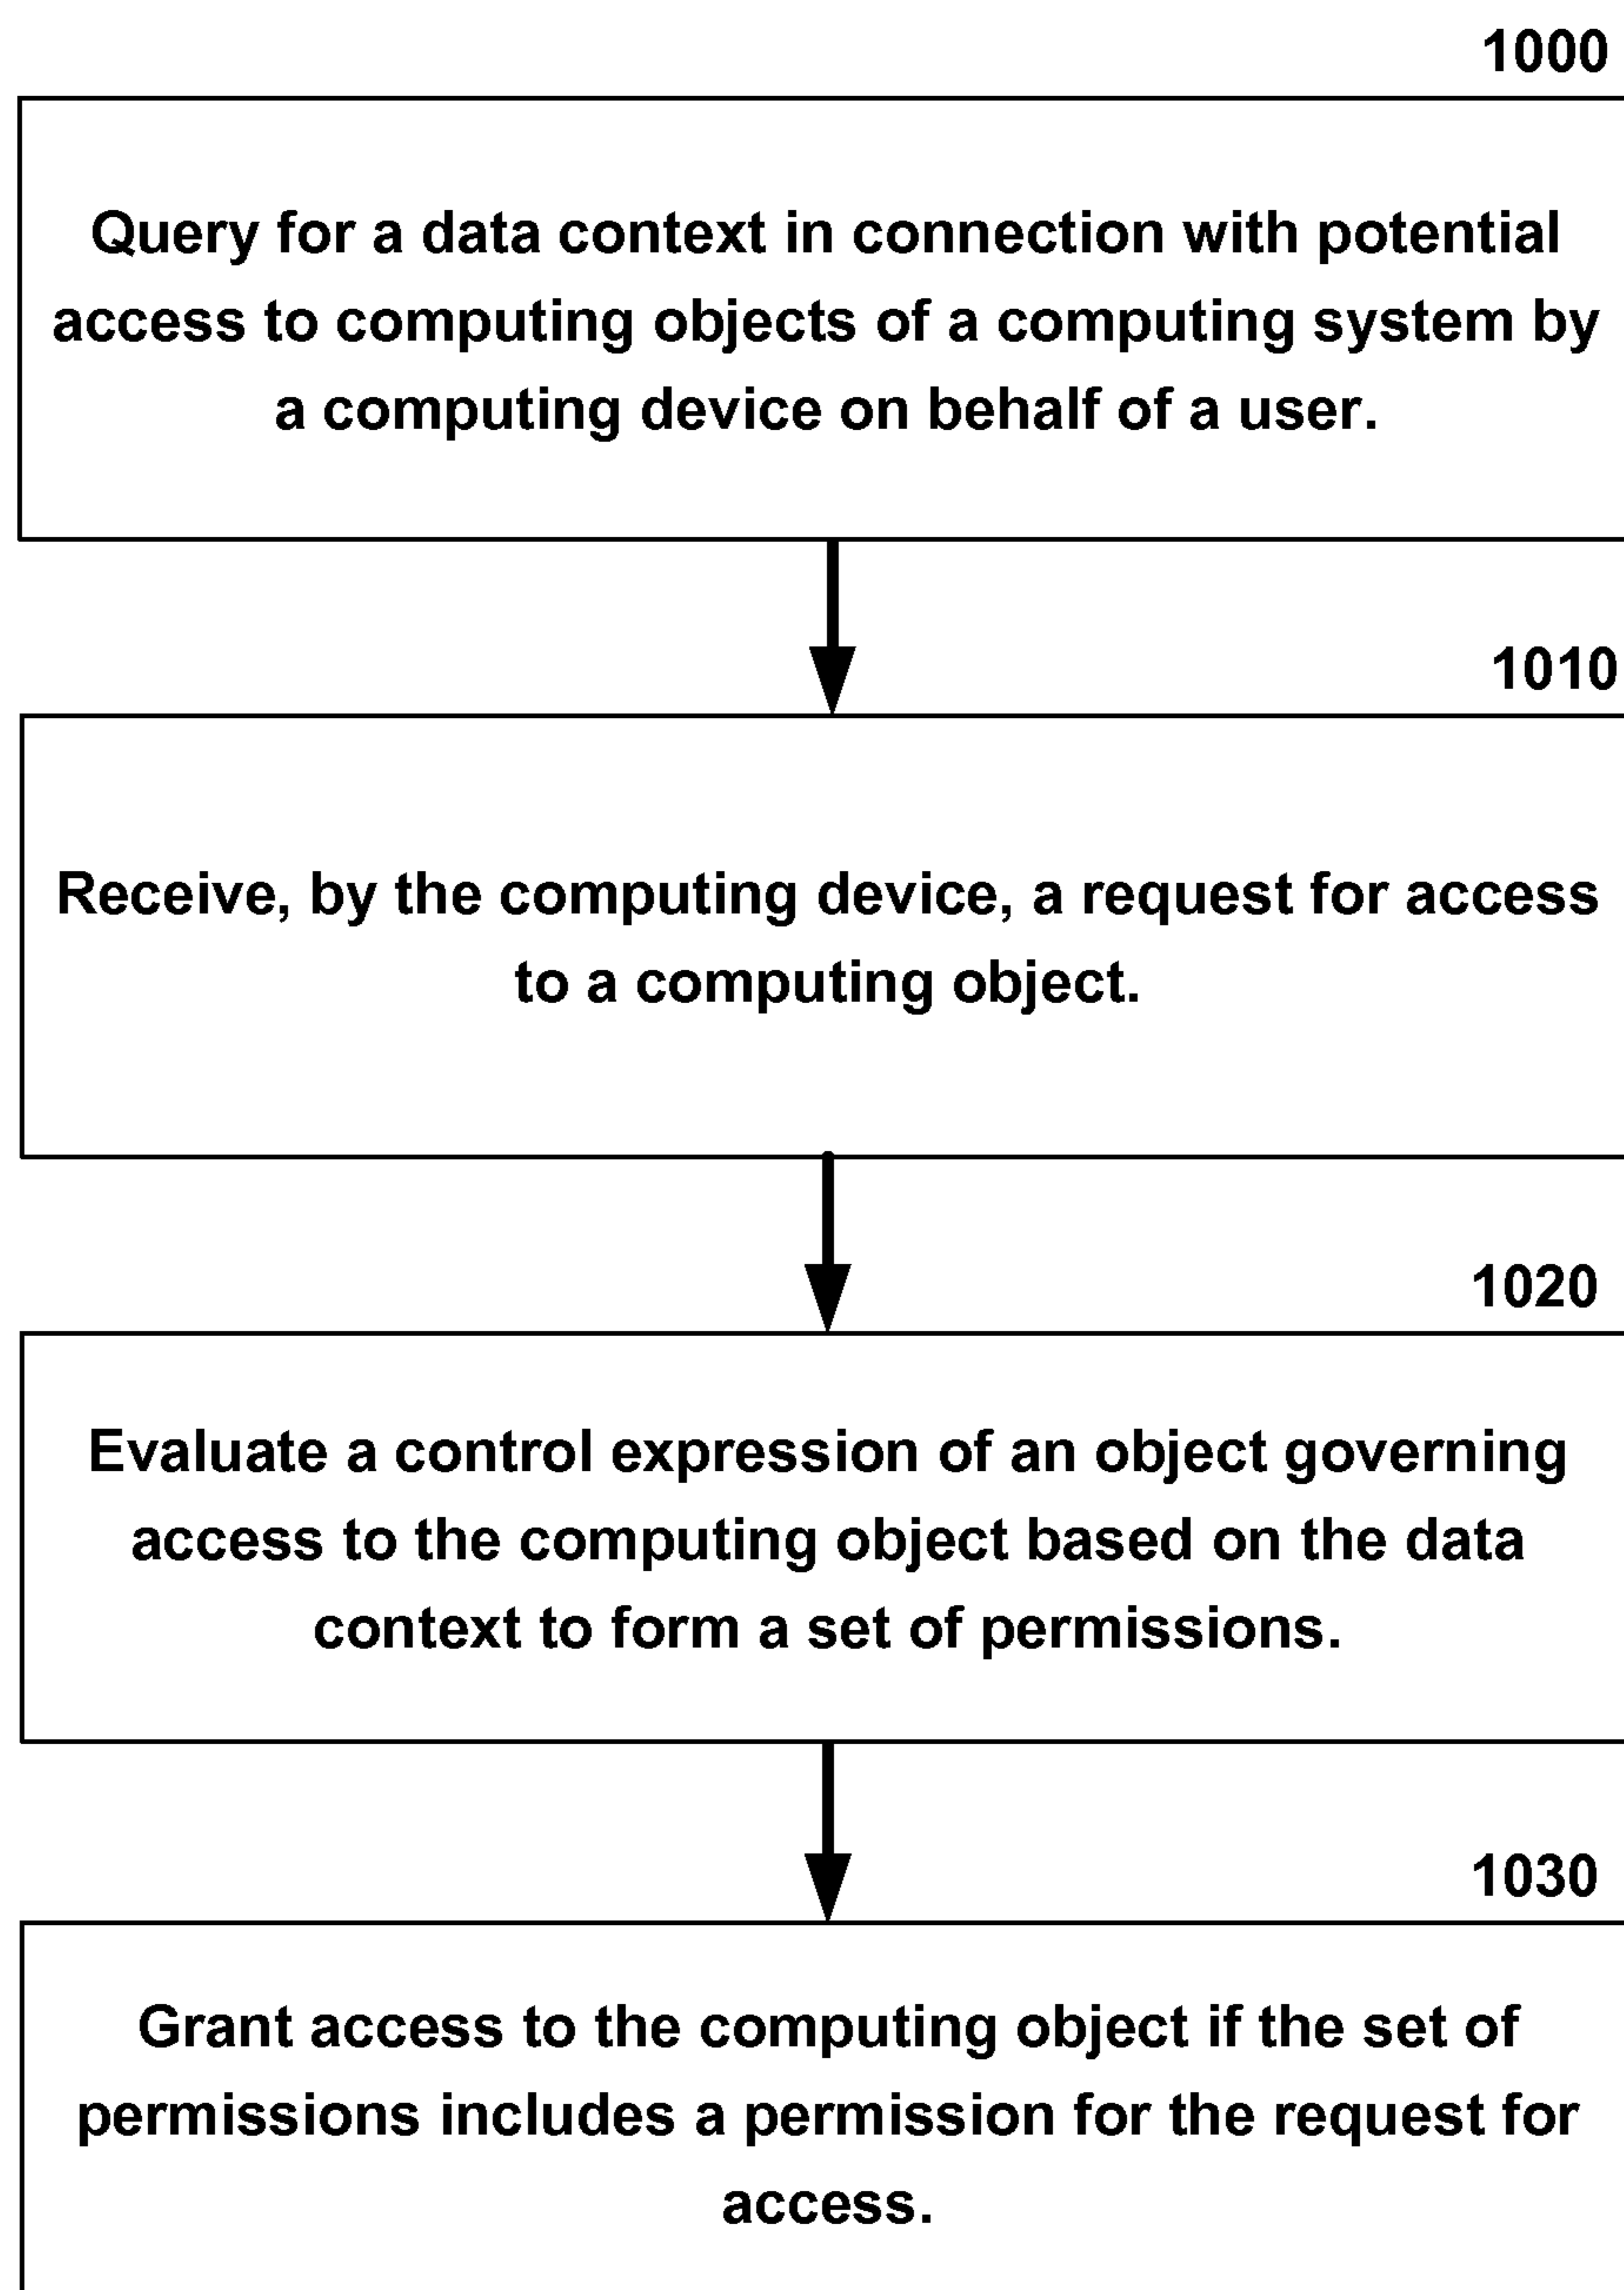 1000
Query for a data context in connection with potential
access to computing objects of a computing system by
a computing device on behalf of a user.
1010
Receive, by the computing device, a request for access
to a computing object.
1020
Evaluate a control expression of an object governing
access to the computing object based on the data
context to form a set of permissions.
1030
Grant access to the computing object if the set of
permissions includes a permission for the request for
access.